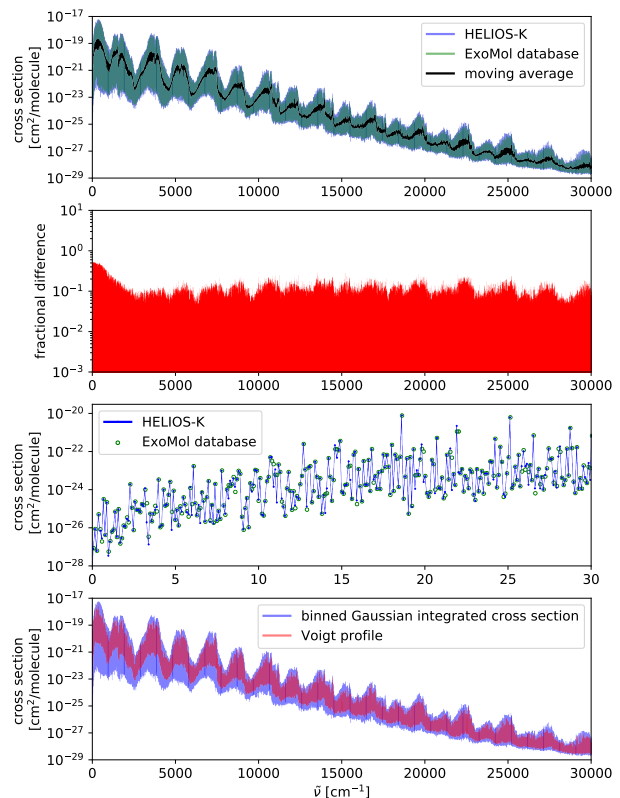 10⁻¹⁷
10⁻¹⁹
10⁻²¹
10⁻²³
10⁻²⁵
10⁻²⁷
10⁻²⁹
cross section
[cm²/molecule]
HELIOS-K
ExoMol database
moving average
0 5000 10000 15000 20000 25000 30000
10¹
10⁰
10⁻¹
10⁻²
10⁻³
fractional difference
0 5000 10000 15000 20000 25000 30000
10⁻²⁰
10⁻²²
10⁻²⁴
10⁻²⁶
10⁻²⁸
cross section
[cm²/molecule]
HELIOS-K
ExoMol database
0 5 10 15 20 25 30
10⁻¹⁷
10⁻¹⁹
10⁻²¹
10⁻²³
10⁻²⁵
10⁻²⁷
10⁻²⁹
cross section
[cm²/molecule]
binned Gaussian integrated cross section
Voigt profile
0 5000 10000 15000 20000 25000 30000
ν̃ [cm⁻¹]